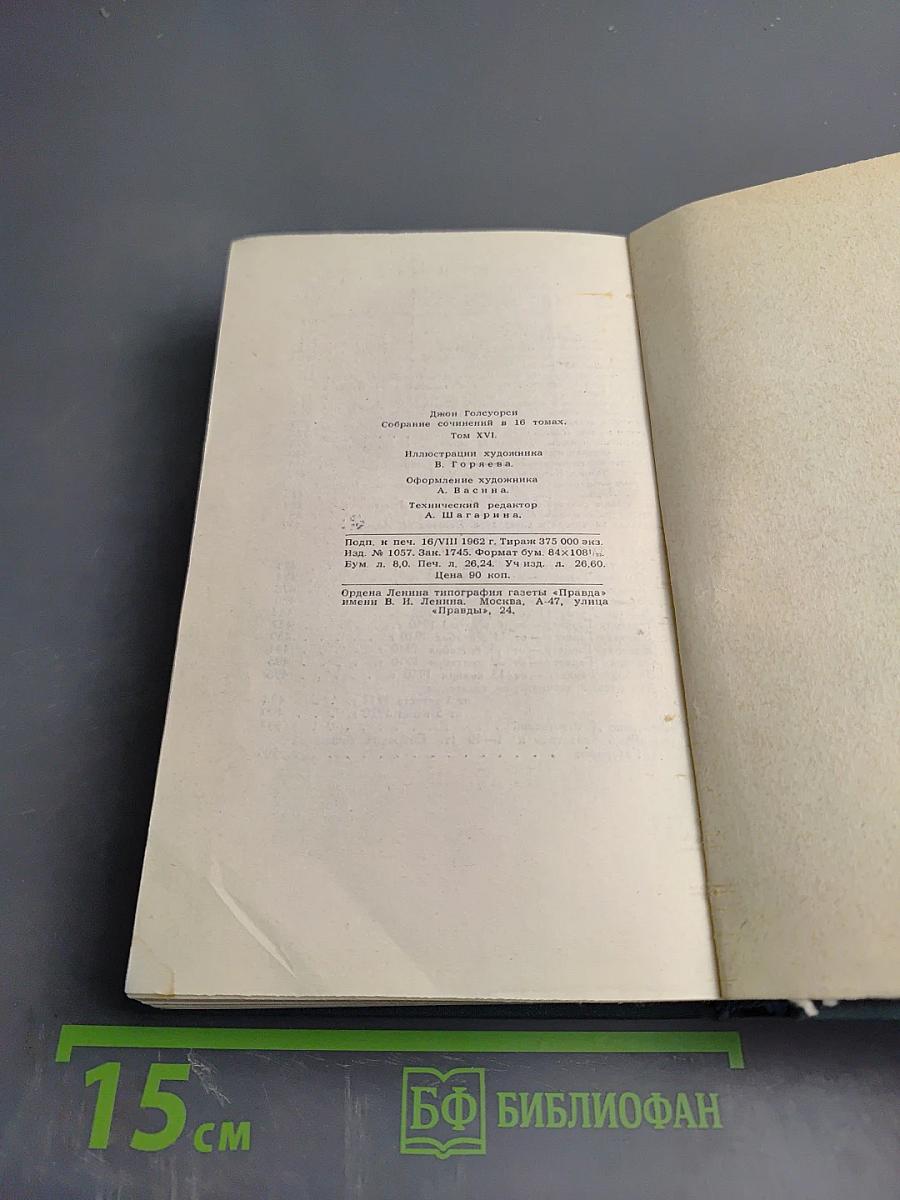 Джон Голсуорси
Собрание сочинений в 16 томах.
Том XVI.
Иллюстрации художника
В. Горяева.
Оформление художника
А. Васина.
Технический редактор
А. Шагарина.
Подп. к печ. 16/VIII 1962 г. Тираж 375 000 экз.
Изд. № 1057. Зак. 1745. Формат бум. 84×108¹/₃₂.
Бум. л. 8,0. Печ. л. 26,24. Уч изд. л. 26,60.
Цена 90 коп.
Ордена Ленина типография газеты «Правда»
имени В. И. Ленина. Москва, А-47, улица
«Правды», 24.
15 см
БФ БИБЛИОФАН